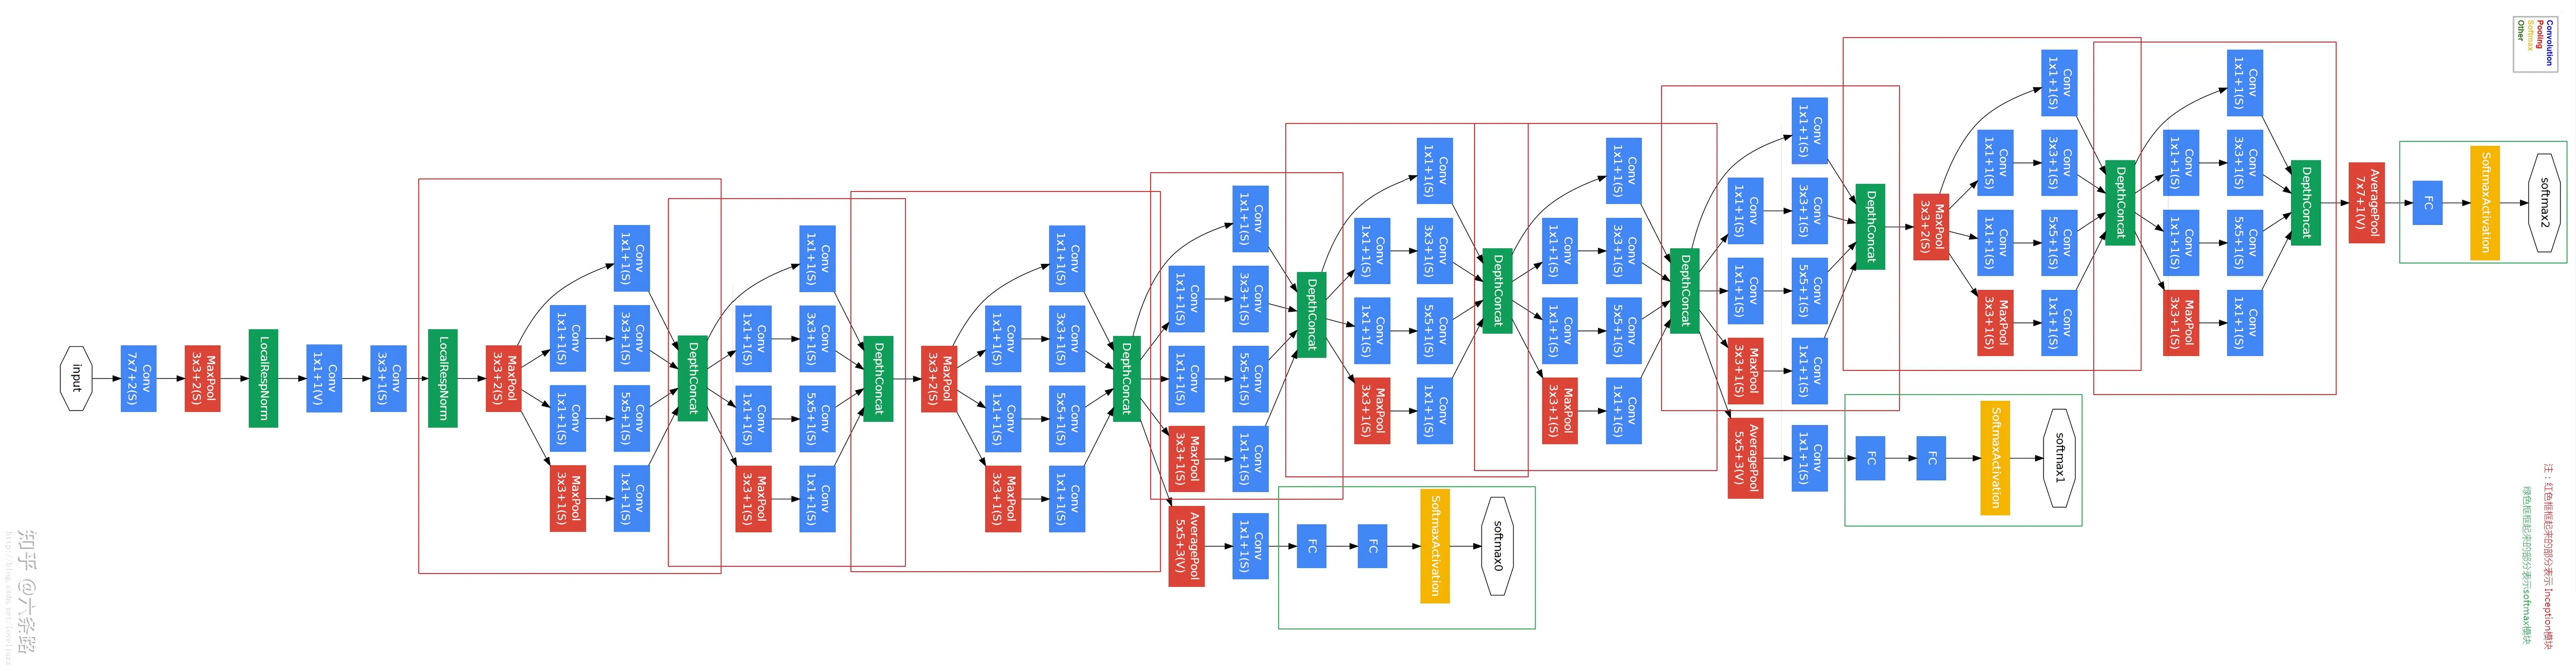 input
Conv
7x7+2(S)
MaxPool
3x3+2(S)
LocalRespNorm
Conv
1x1+1(V)
Conv
3x3+1(S)
LocalRespNorm
MaxPool
3x3+2(S)
Conv
1x1+1(S)
Conv
1x1+1(S)
MaxPool
3x3+1(S)
Conv
1x1+1(S)
Conv
3x3+1(S)
Conv
5x5+1(S)
Conv
1x1+1(S)
DepthConcat
Conv
1x1+1(S)
Conv
1x1+1(S)
MaxPool
3x3+1(S)
Conv
1x1+1(S)
Conv
3x3+1(S)
Conv
5x5+1(S)
Conv
1x1+1(S)
DepthConcat
MaxPool
3x3+2(S)
Conv
1x1+1(S)
Conv
1x1+1(S)
MaxPool
3x3+1(S)
Conv
1x1+1(S)
Conv
3x3+1(S)
Conv
5x5+1(S)
Conv
1x1+1(S)
DepthConcat
Conv
1x1+1(S)
Conv
1x1+1(S)
MaxPool
3x3+1(S)
AveragePool
5x5+3(V)
Conv
1x1+1(S)
Conv
3x3+1(S)
Conv
5x5+1(S)
Conv
1x1+1(S)
Conv
1x1+1(S)
DepthConcat
FC
FC
SoftmaxActivation
softmax0
Conv
1x1+1(S)
Conv
1x1+1(S)
MaxPool
3x3+1(S)
Conv
1x1+1(S)
Conv
3x3+1(S)
Conv
5x5+1(S)
Conv
1x1+1(S)
DepthConcat
Conv
1x1+1(S)
Conv
1x1+1(S)
MaxPool
3x3+1(S)
Conv
1x1+1(S)
Conv
3x3+1(S)
Conv
5x5+1(S)
Conv
1x1+1(S)
DepthConcat
Conv
1x1+1(S)
Conv
1x1+1(S)
MaxPool
3x3+1(S)
AveragePool
5x5+3(V)
Conv
1x1+1(S)
Conv
3x3+1(S)
Conv
5x5+1(S)
Conv
1x1+1(S)
Conv
1x1+1(S)
DepthConcat
FC
FC
SoftmaxActivation
softmax1
MaxPool
3x3+2(S)
Conv
1x1+1(S)
Conv
1x1+1(S)
MaxPool
3x3+1(S)
Conv
1x1+1(S)
Conv
3x3+1(S)
Conv
5x5+1(S)
Conv
1x1+1(S)
DepthConcat
Conv
1x1+1(S)
Conv
1x1+1(S)
MaxPool
3x3+1(S)
Conv
1x1+1(S)
Conv
3x3+1(S)
Conv
5x5+1(S)
Conv
1x1+1(S)
DepthConcat
AveragePool
7x7+1(V)
FC
SoftmaxActivation
softmax2
Convolution
Pooling
Softmax
Other
注：红色框框起来的部分表示 Inception模块
绿色框框起来的部分表示softmax模块
知乎